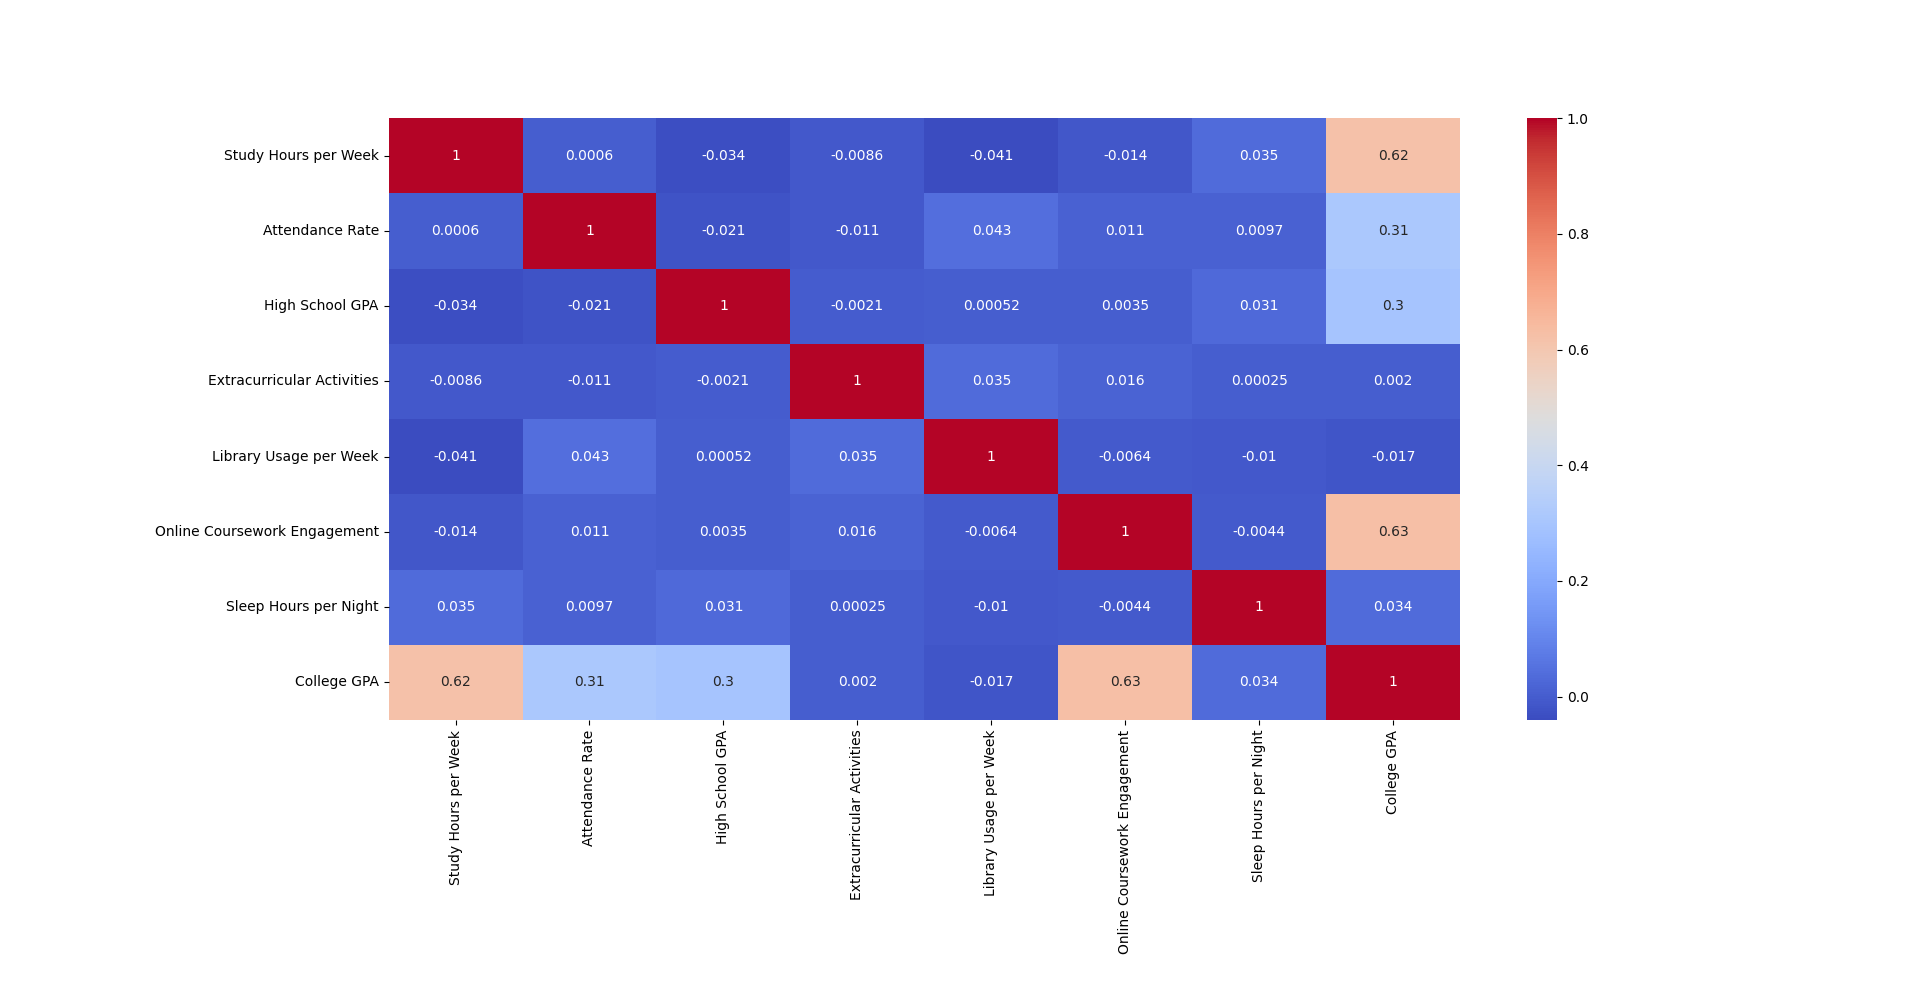 Study Hours per Week 1 0.0006 -0.034 -0.0086 -0.041 -0.014 0.035 0.62
Attendance Rate 0.0006 1 -0.021 -0.011 0.043 0.011 0.0097 0.31
High School GPA -0.034 -0.021 1 -0.0021 0.00052 0.0035 0.031 0.3
Extracurricular Activities -0.0086 -0.011 -0.0021 1 0.035 0.016 0.00025 0.002
Library Usage per Week -0.041 0.043 0.00052 0.035 1 -0.0064 -0.01 -0.017
Online Coursework Engagement -0.014 0.011 0.0035 0.016 -0.0064 1 -0.0044 0.63
Sleep Hours per Night 0.035 0.0097 0.031 0.00025 -0.01 -0.0044 1 0.034
College GPA 0.62 0.31 0.3 0.002 -0.017 0.63 0.034 1
Study Hours per Week
Attendance Rate
High School GPA
Extracurricular Activities
Library Usage per Week
Online Coursework Engagement
Sleep Hours per Night
College GPA
1.0
0.8
0.6
0.4
0.2
0.0